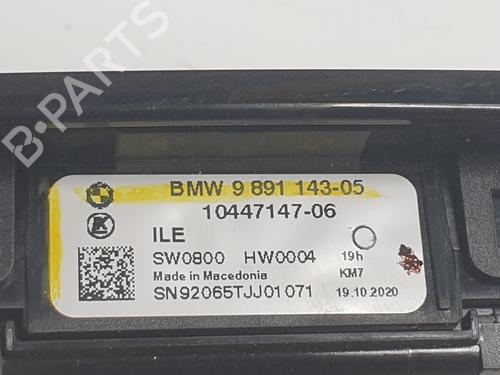 B-PARTS
BMW 9 891 143-05
10447147-06
ILE
SW0800 HW0004 19h
Made in Macedonia KM7
SN92065TJJ01071 19.10.2020